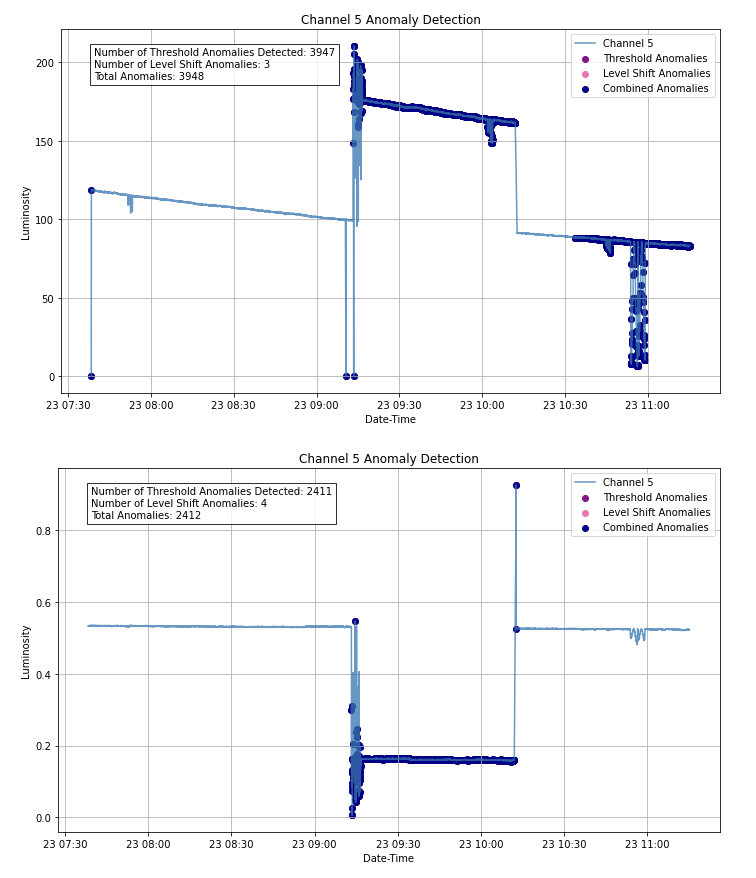 Channel 5 Anomaly Detection
Number of Threshold Anomalies Detected: 3947
Number of Level Shift Anomalies: 3
Total Anomalies: 3948
Channel 5
Threshold Anomalies
Level Shift Anomalies
Combined Anomalies
200
150
100
50
0
Luminosity
23 07:30
23 08:00
23 08:30
23 09:00
23 09:30
23 10:00
23 10:30
23 11:00
Date-Time
Channel 5 Anomaly Detection
Number of Threshold Anomalies Detected: 2411
Number of Level Shift Anomalies: 4
Total Anomalies: 2412
Channel 5
Threshold Anomalies
Level Shift Anomalies
Combined Anomalies
0.8
0.6
0.4
0.2
0.0
Luminosity
23 07:30
23 08:00
23 08:30
23 09:00
23 09:30
23 10:00
23 10:30
23 11:00
Date-Time